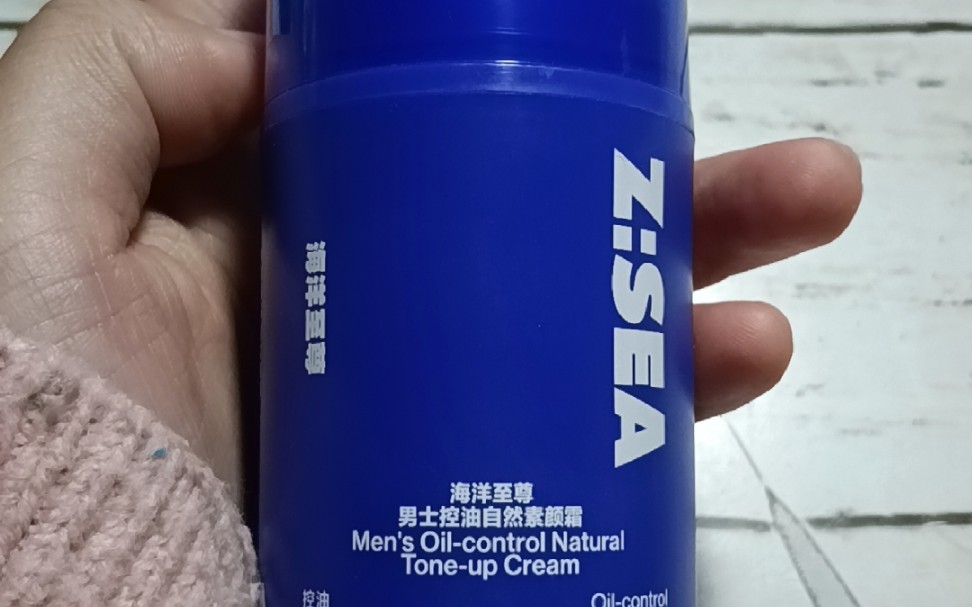 Z:SEA
海洋至尊
海洋至尊
男士控油自然素颜霜
Men's Oil-control Natural
Tone-up Cream
控油
Oil-control